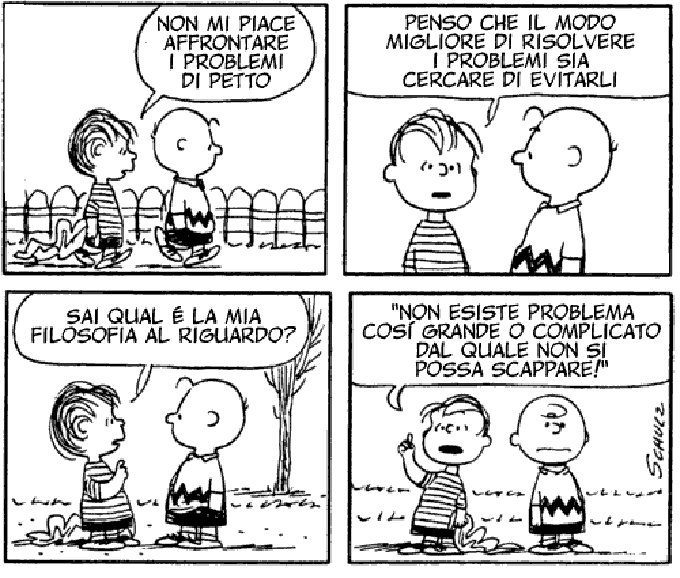 NON MI PIACE
AFFRONTARE
I PROBLEMI
DI PETTO
PENSO CHE IL MODO
MIGLIORE DI RISOLVERE
I PROBLEMI SIA
CERCARE DI EVITARLI
SAI QUAL É LA MIA
FILOSOFIA AL RIGUARDO?
"NON ESISTE PROBLEMA
COSÍ GRANDE O COMPLICATO
DAL QUALE NON SI
POSSA SCAPPARE!"
SCHULZ